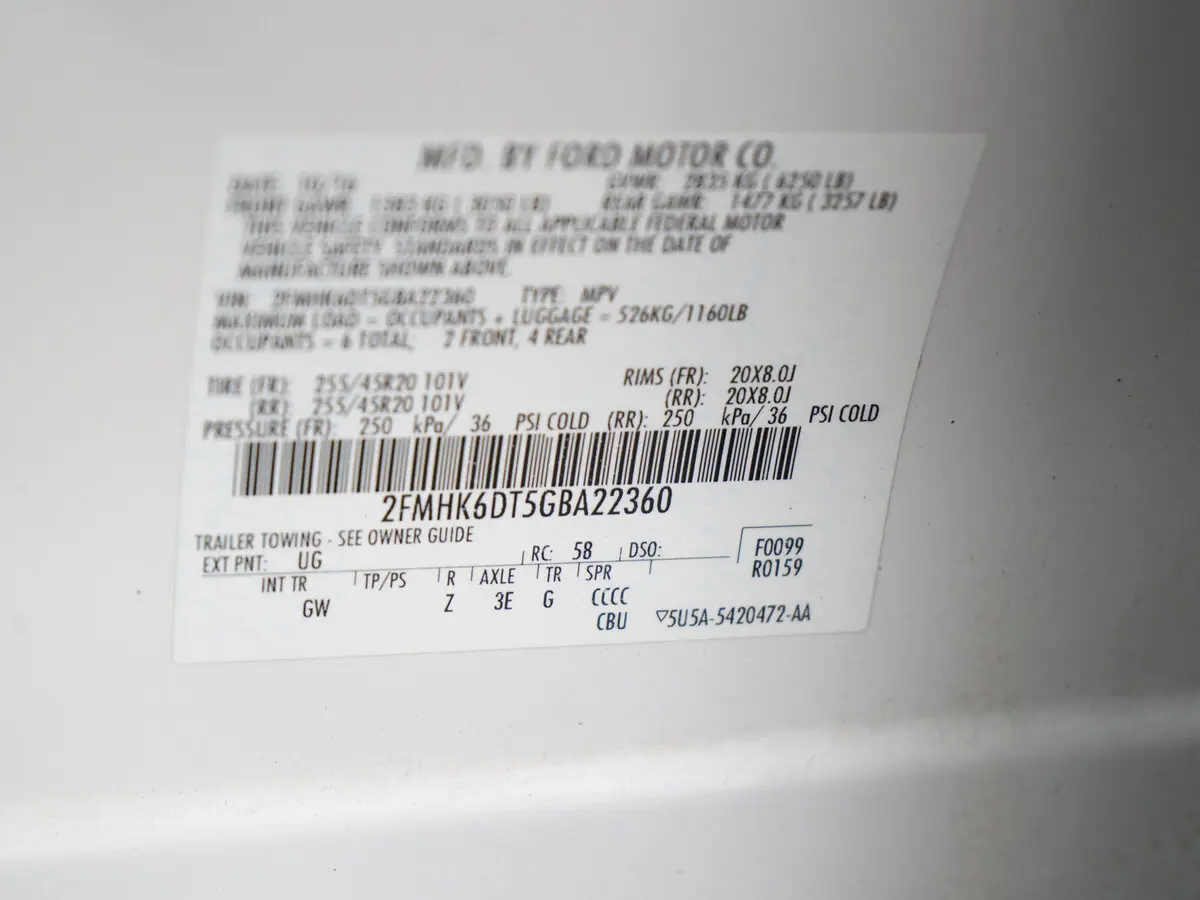 MFD. BY FORD MOTOR CO.
GVWR: 2835 KG ( 6250 LB)
REAR GAWR: 1477 KG ( 3257 LB)
THIS VEHICLE CONFORMS TO ALL APPLICABLE FEDERAL MOTOR
VEHICLE SAFETY STANDARDS IN EFFECT ON THE DATE OF
MANUFACTURE SHOWN ABOVE.
VIN: 2FMHK6DT5GBA22360 TYPE: MPV
MAXIMUM LOAD = OCCUPANTS + LUGGAGE = 526KG/1160LB
OCCUPANTS = 6 TOTAL, 2 FRONT, 4 REAR
TIRE (FR): 255/45R20 101V RIMS (FR): 20X8.0J
(RR): 255/45R20 101V (RR): 20X8.0J
PRESSURE (FR): 250 kPa/ 36 PSI COLD (RR): 250 kPa/ 36 PSI COLD
2FMHK6DT5GBA22360
TRAILER TOWING - SEE OWNER GUIDE
EXT PNT: UG RC: 58 DSO: F0099
R0159
INT TR TP/PS R AXLE TR SPR
GW Z 3E G CCCC
CBU ▽5U5A-5420472-AA